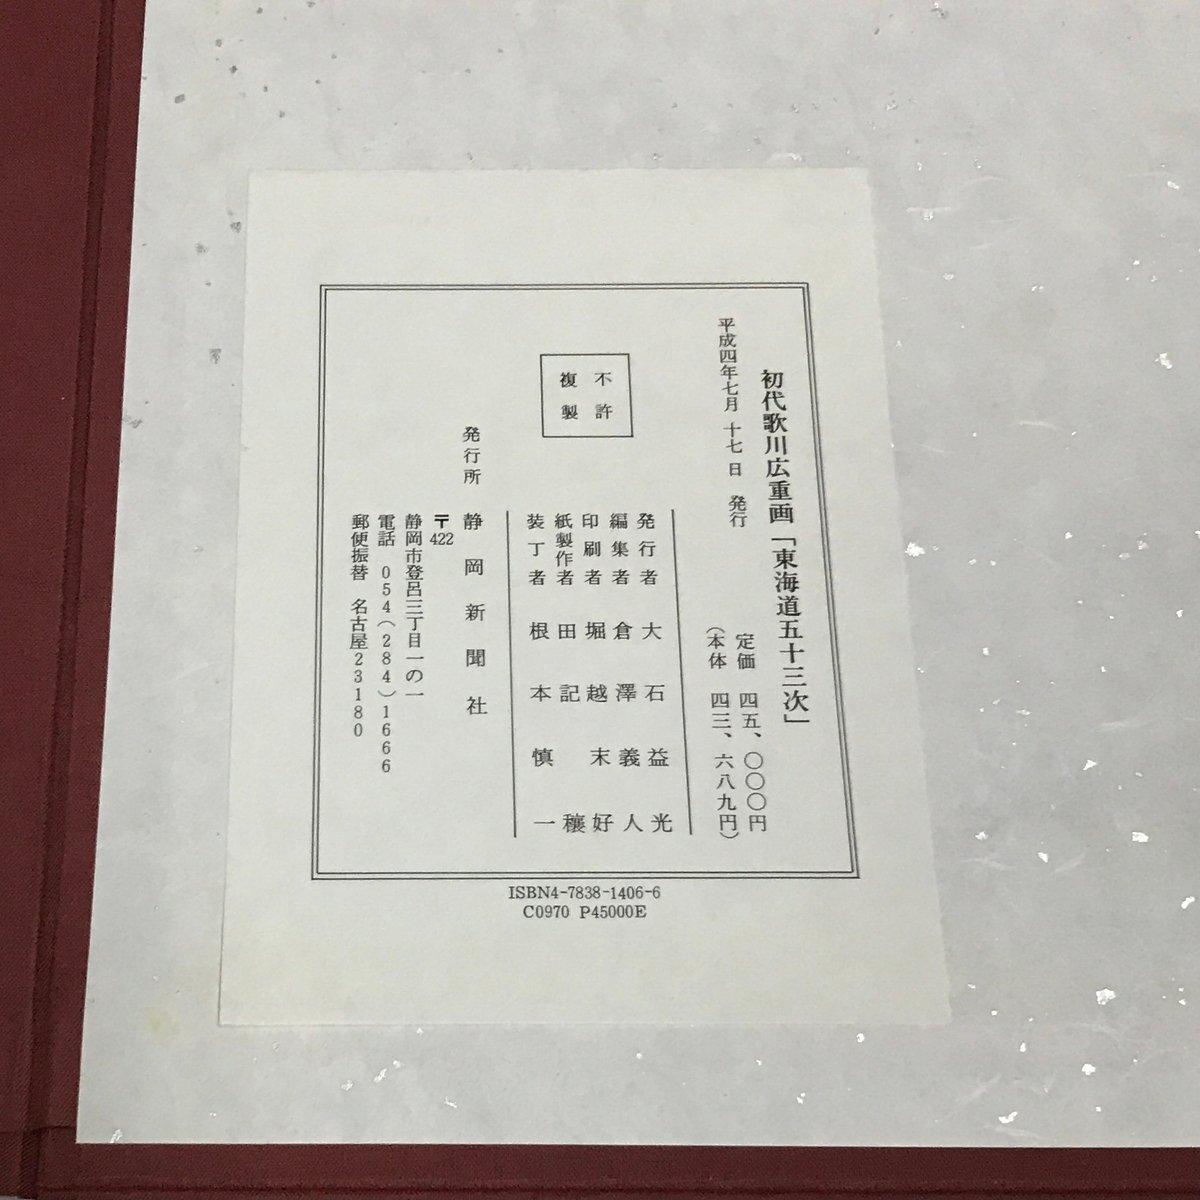 初代歌川広重画「東海道五十三次」
平成四年七月十七日 発行
定価 四五、〇〇〇円
（本体 四三、六八九円）
発行者 大石益光
編集者 倉澤義人
印刷者 堀越末好
紙製作者 田記穣
装丁者 根本慎一
不許
複製
発行所 静岡新聞社
〒422
静岡市登呂三丁目一の一
電話 054(284)1666
郵便振替 名古屋23180
ISBN4-7838-1406-6
C0970 P45000E